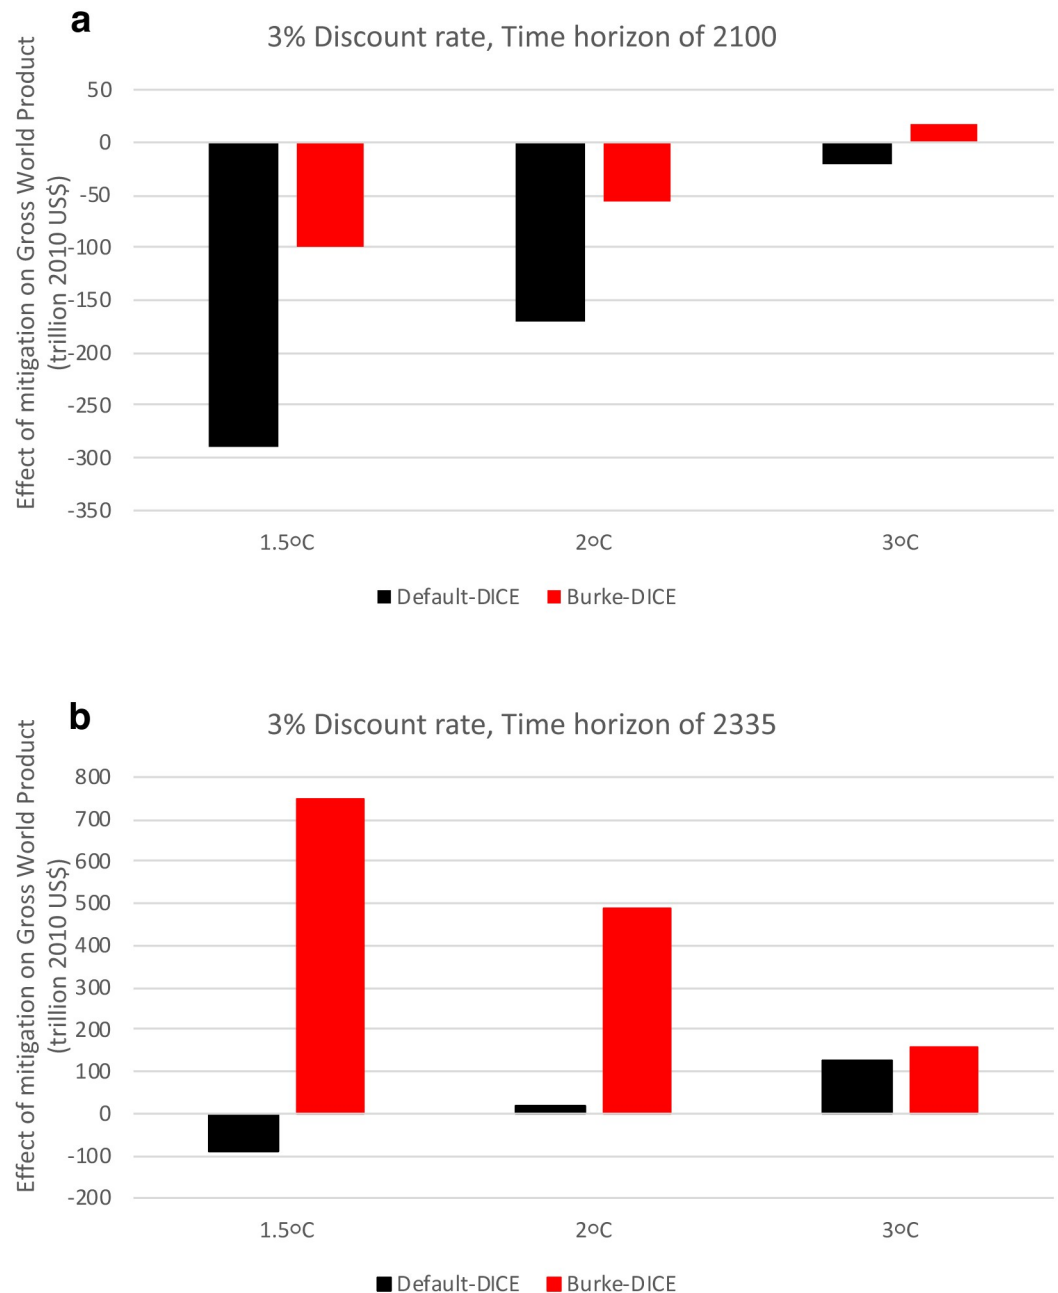 a
3% Discount rate, Time horizon of 2100
Effect of mitigation on Gross World Product
(trillion 2010 US$)
50
0
-50
-100
-150
-200
-250
-300
-350
1.5ºC
2ºC
3ºC
Default-DICE
Burke-DICE
b
3% Discount rate, Time horizon of 2335
Effect of mitigation on Gross World Product
(trillion 2010 US$)
800
700
600
500
400
300
200
100
0
-100
-200
1.5ºC
2ºC
3ºC
Default-DICE
Burke-DICE